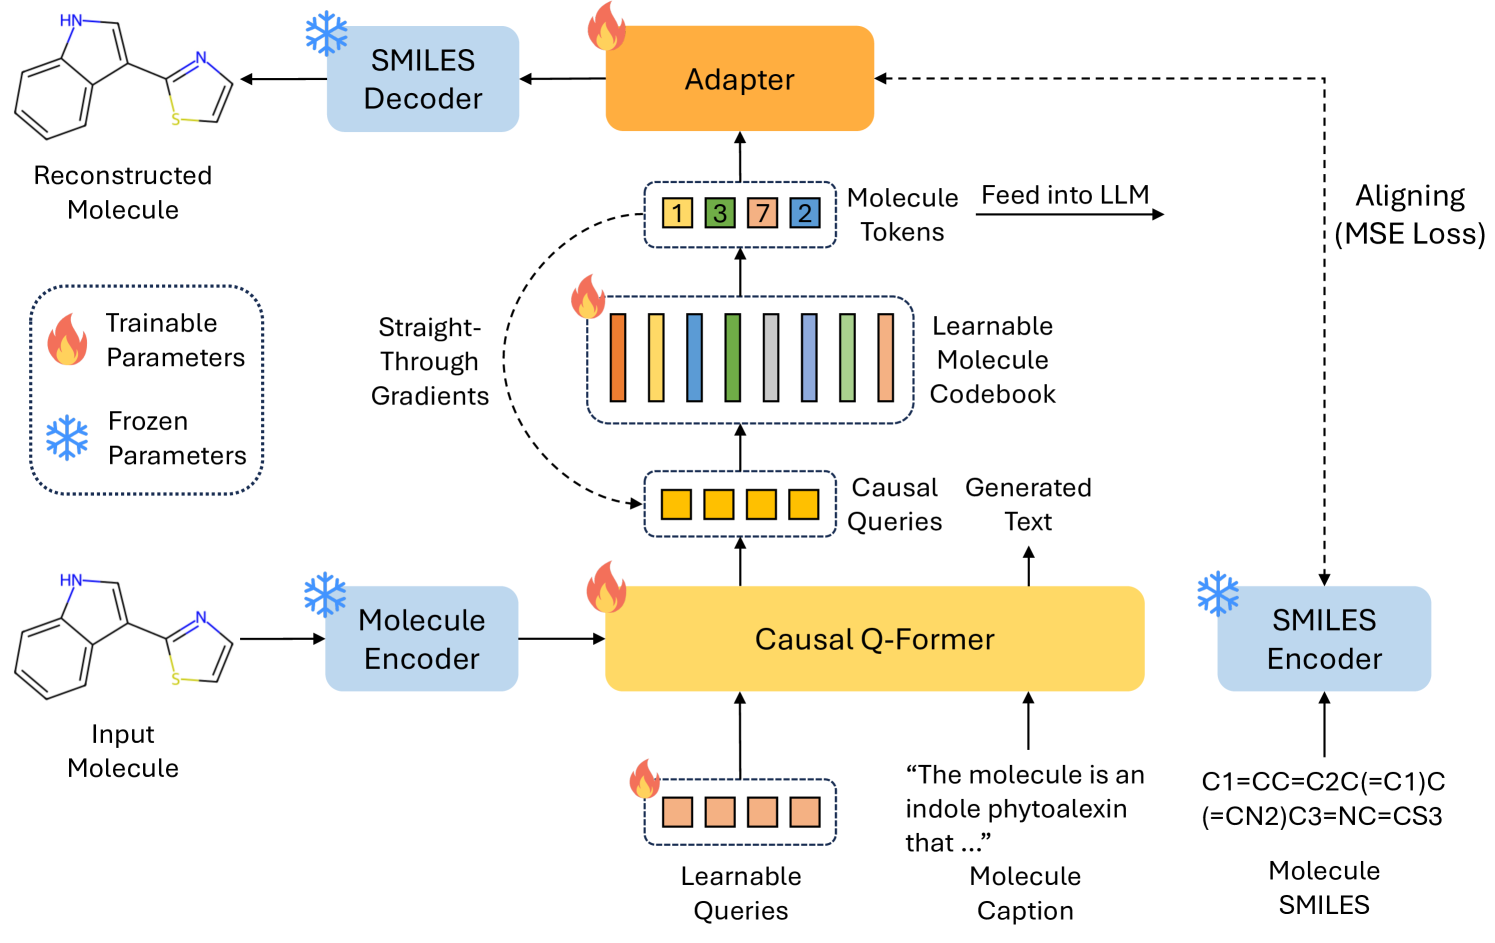 HN
N
S
Reconstructed
Molecule
SMILES
Decoder
Adapter
1 3 7 2
Molecule
Tokens
Feed into LLM
Aligning
(MSE Loss)
Trainable
Parameters
Frozen
Parameters
Straight-
Through
Gradients
Learnable
Molecule
Codebook
Causal
Queries
Generated
Text
HN
N
S
Input
Molecule
Molecule
Encoder
Causal Q-Former
SMILES
Encoder
Learnable
Queries
“The molecule is an
indole phytoalexin
that ...”
Molecule
Caption
C1=CC=C2C(=C1)C
(=CN2)C3=NC=CS3
Molecule
SMILES